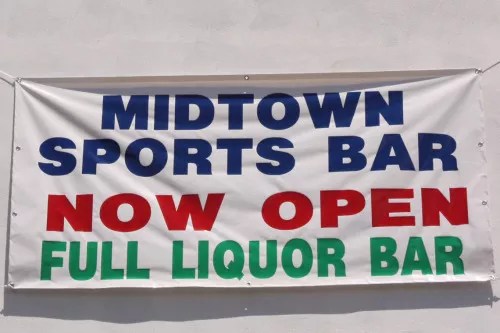 MIDTOWN
SPORTS BAR
NOW OPEN
FULL LIQUOR BAR